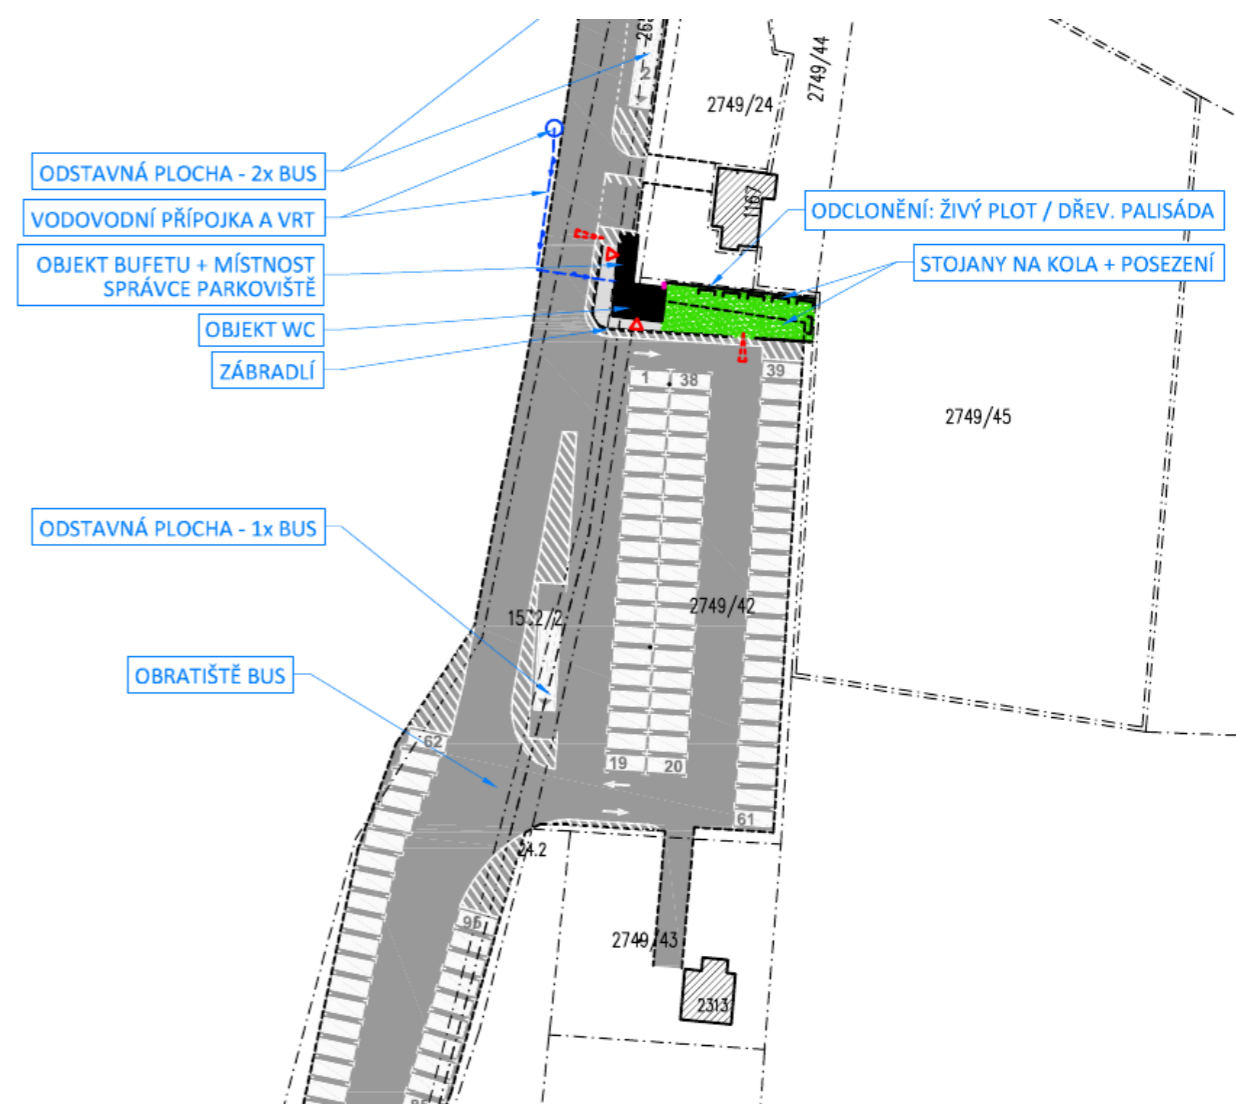 2
2749/24
2749/44
1167
ODSTAVNÁ PLOCHA - 2x BUS
VODOVODNÍ PŘÍPOJKA A VRT
OBJEKT BUFETU + MÍSTNOST
SPRÁVCE PARKOVIŠTĚ
OBJEKT WC
ZÁBRADLÍ
ODCLONĚNÍ: ŽIVÝ PLOT / DŘEV. PALISÁDA
STOJANY NA KOLA + POSEZENÍ
1
38
39
2749/45
ODSTAVNÁ PLOCHA - 1x BUS
2749/42
OBRATIŠTĚ BUS
62
19
20
61
24.2
95
2749/43
2313